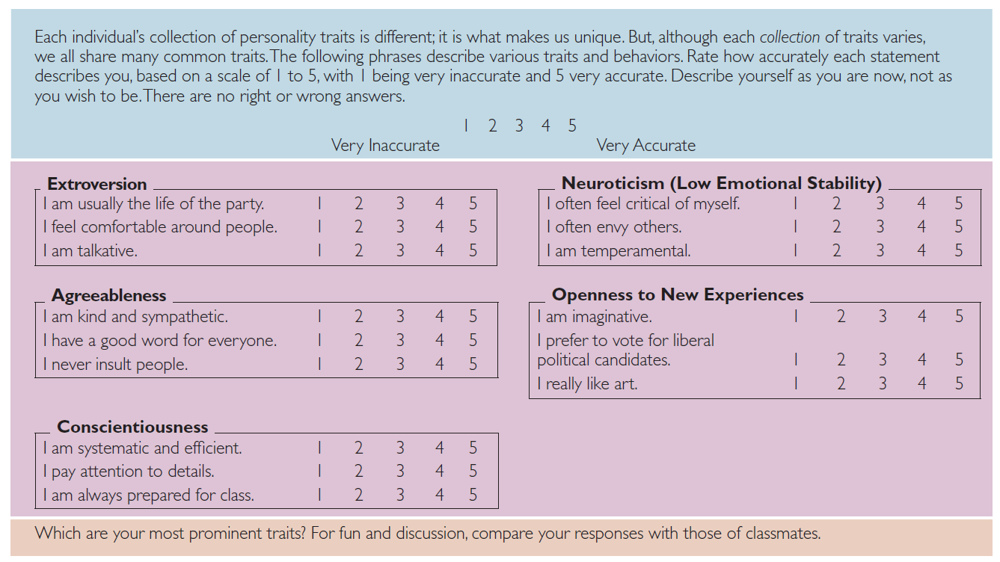 Each individual's collection of personality traits is different; it is what makes us unique. But, although each collection of traits varies,
we all share many common traits. The following phrases describe various traits and behaviors. Rate how accurately each statement
describes you, based on a scale of 1 to 5, with 1 being very inaccurate and 5 very accurate. Describe yourself as you are now, not as
you wish to be. There are no right or wrong answers.
1 2 3 4 5
Very Inaccurate Very Accurate
Extroversion
I am usually the life of the party. 1 2 3 4 5
I feel comfortable around people. 1 2 3 4 5
I am talkative. 1 2 3 4 5
Agreeableness
I am kind and sympathetic. 1 2 3 4 5
I have a good word for everyone. 1 2 3 4 5
I never insult people. 1 2 3 4 5
Conscientiousness
I am systematic and efficient. 1 2 3 4 5
I pay attention to details. 1 2 3 4 5
I am always prepared for class. 1 2 3 4 5
Neuroticism (Low Emotional Stability)
I often feel critical of myself. 1 2 3 4 5
I often envy others. 1 2 3 4 5
I am temperamental. 1 2 3 4 5
Openness to New Experiences
I am imaginative. 1 2 3 4 5
I prefer to vote for liberal
political candidates. 1 2 3 4 5
I really like art. 1 2 3 4 5
Which are your most prominent traits? For fun and discussion, compare your responses with those of classmates.